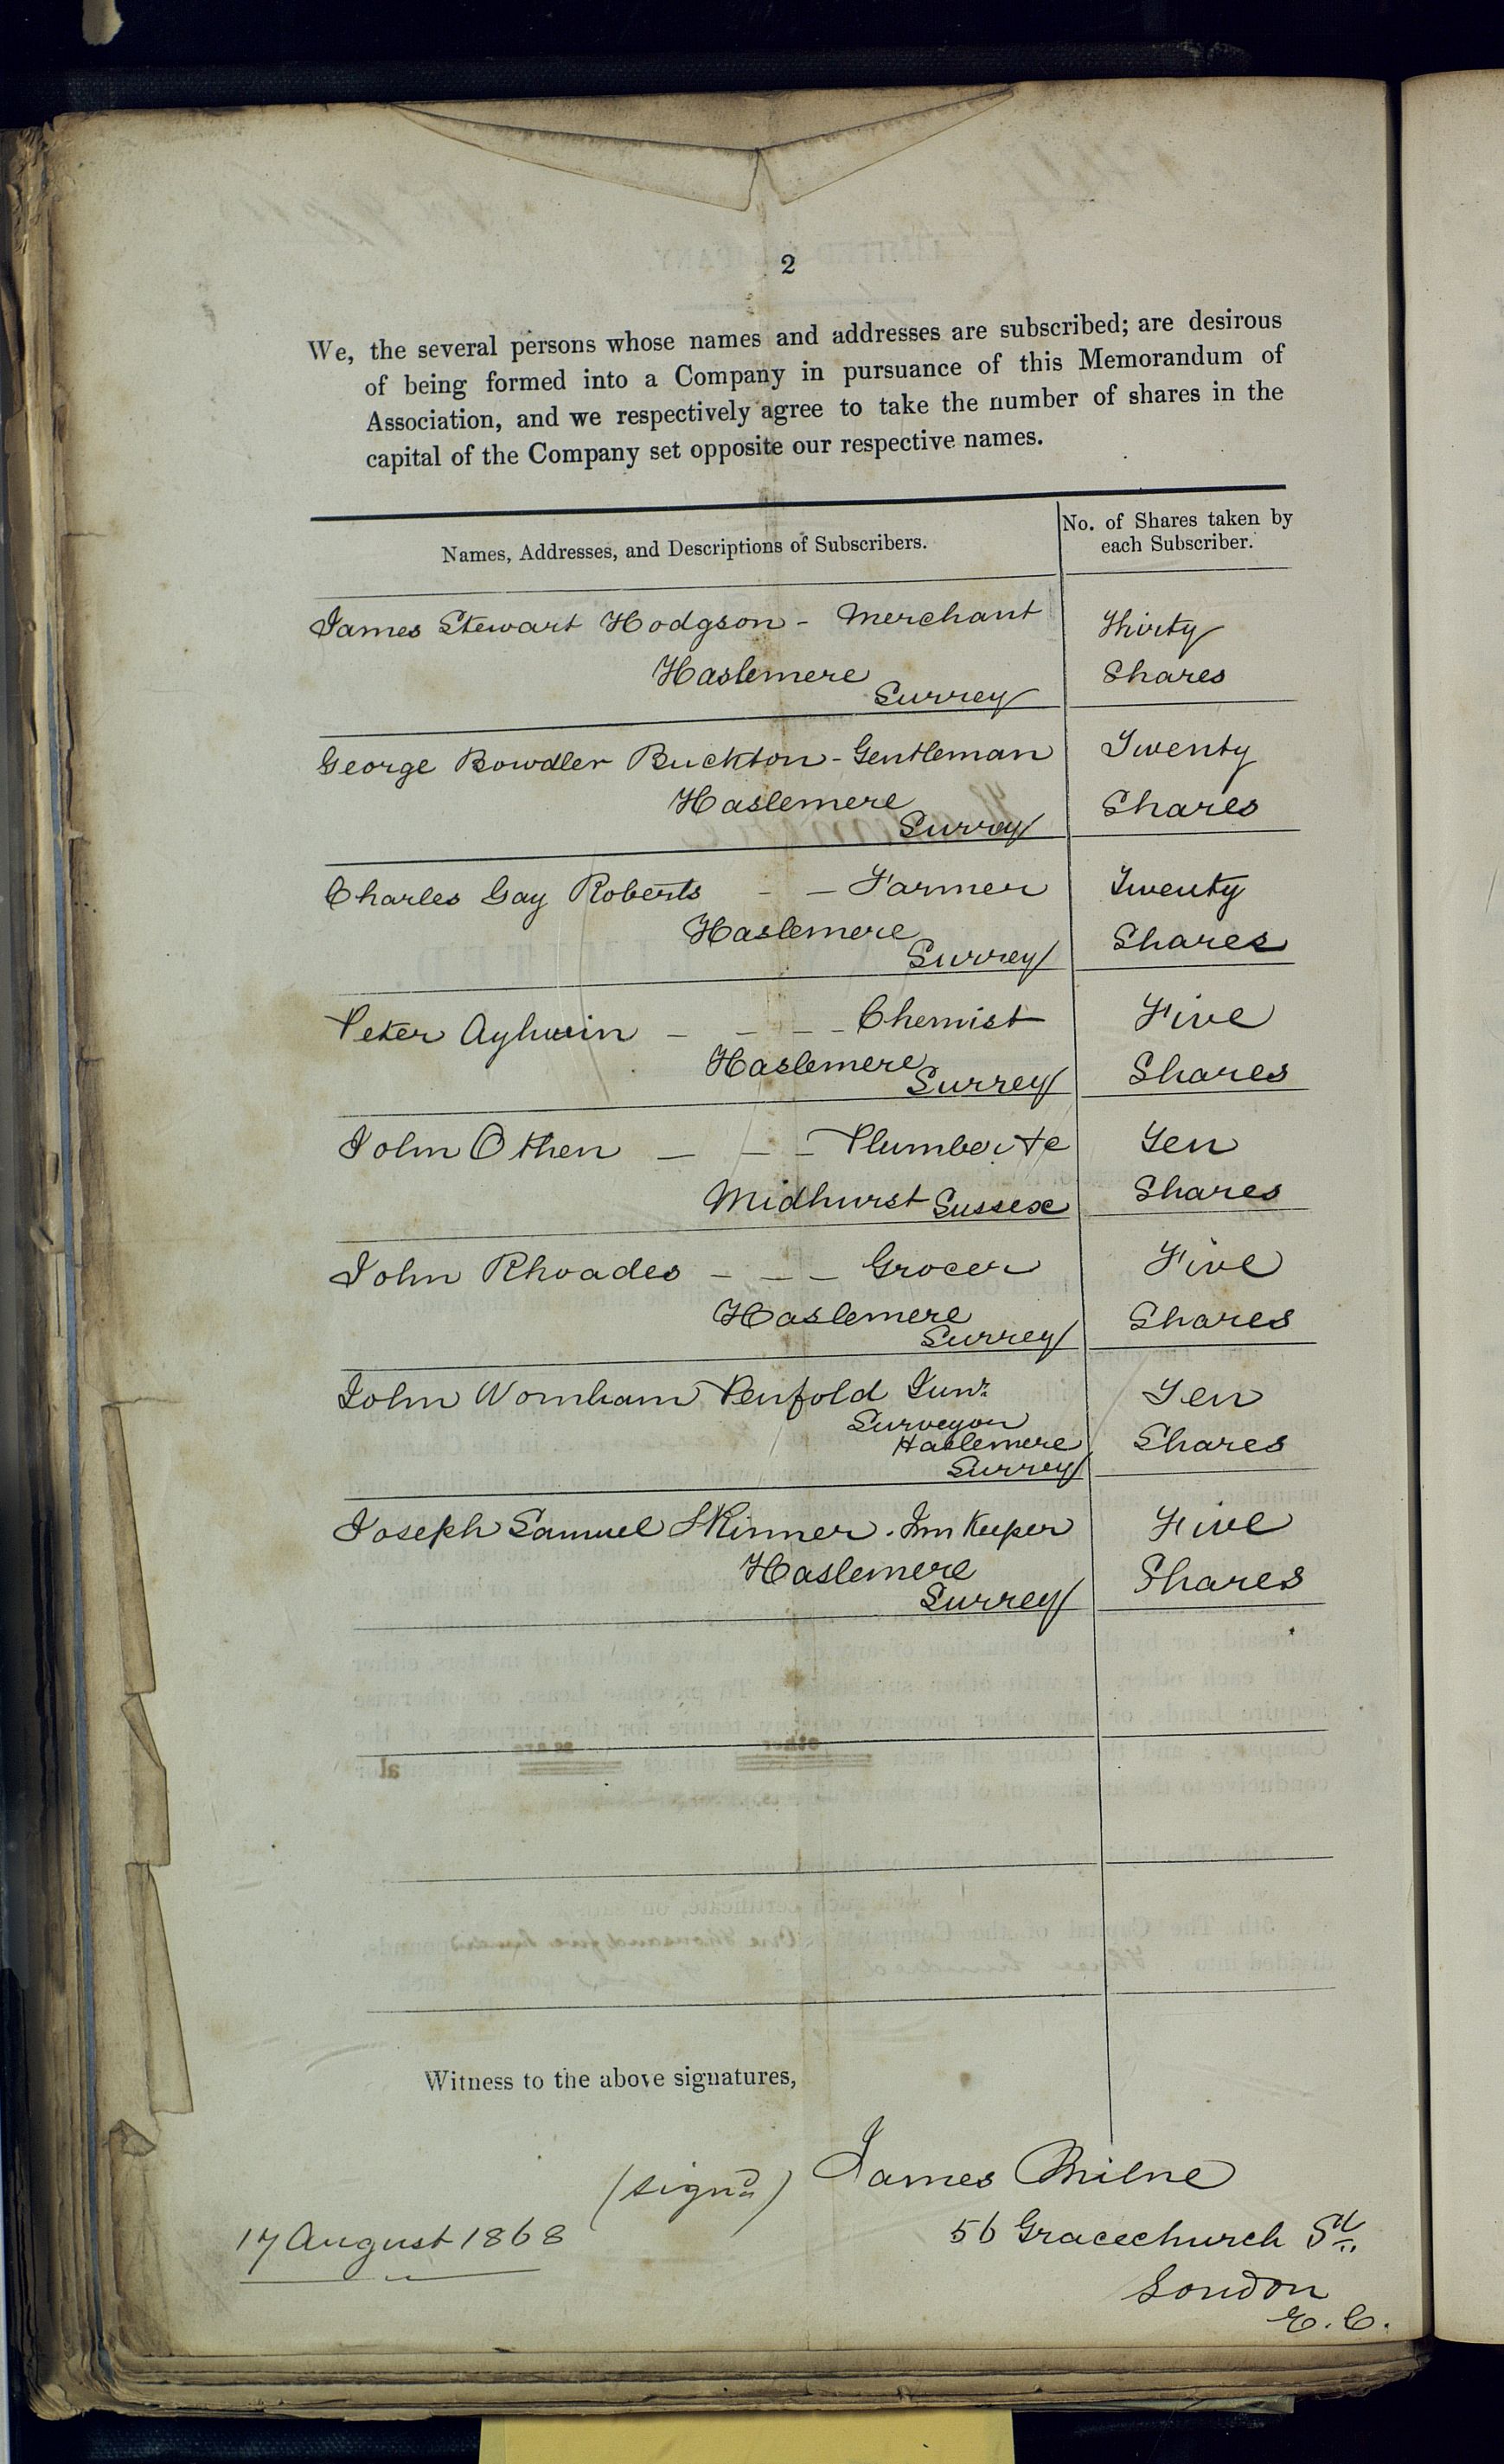 2
We, the several persons whose names and addresses are subscribed; are desirous
of being formed into a Company in pursuance of this Memorandum of
Association, and we respectively agree to take the number of shares in the
capital of the Company set opposite our respective names.
Names, Addresses, and Descriptions of Subscribers.
No. of Shares taken by
each Subscriber.
James Stewart Hodgson - Merchant
Haslemere
Surrey
Thirty
Shares
George Bowdler Buckton - Gentleman
Haslemere
Surrey
Twenty
Shares
Charles Gay Roberts - - Farmer
Haslemere
Surrey
Twenty
Shares
Peter Aylwin - - - - Chemist
Haslemere
Surrey
Five
Shares
John Othen - - - Plumber &c
Midhurst Sussex
Ten
Shares
John Rhoades - - - Grocer
Haslemere
Surrey
Five
Shares
John Wornham Penfold Junr
Surveyor
Haslemere
Surrey
Ten
Shares
Joseph Samuel Skinner. Inn Keeper
Haslemere
Surrey
Five
Shares
Witness to the above signatures,
(signd) James Milne
17 August 1868
56 Gracechurch St
London
E.C.